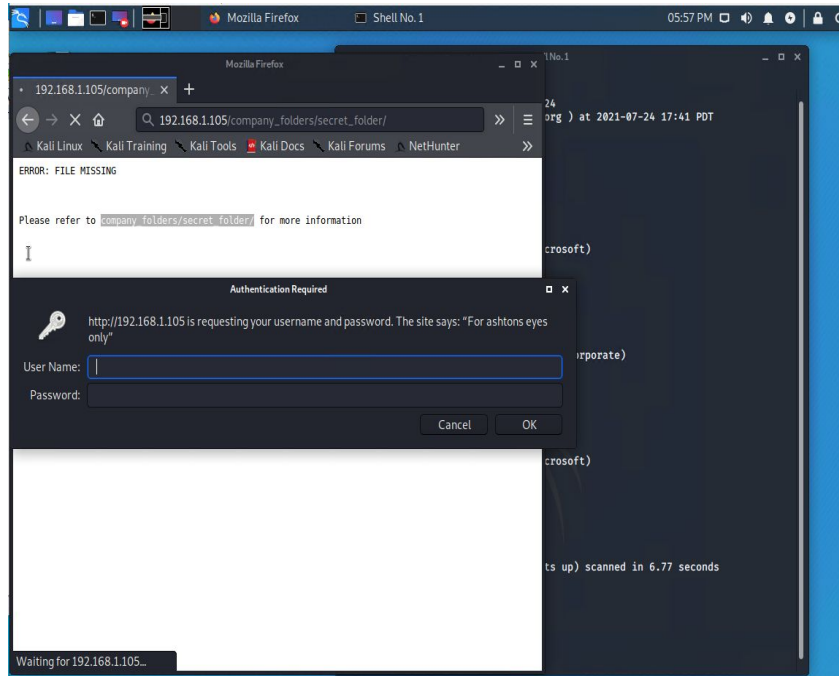 Mozilla Firefox
Shell No. 1
05:57 PM
Mozilla Firefox
192.168.1.105/company_
192.168.1.105/company_folders/secret_folder/
Kali Linux Kali Training Kali Tools Kali Docs Kali Forums NetHunter
ERROR: FILE MISSING
Please refer to company_folders/secret_folder/ for more information
Authentication Required
http://192.168.1.105 is requesting your username and password. The site says: “For ashtons eyes
only”
User Name:
Password:
Cancel OK
Waiting for 192.168.1.105…
No.1
24
org ) at 2021-07-24 17:41 PDT
crosoft)
orporate)
crosoft)
ts up) scanned in 6.77 seconds